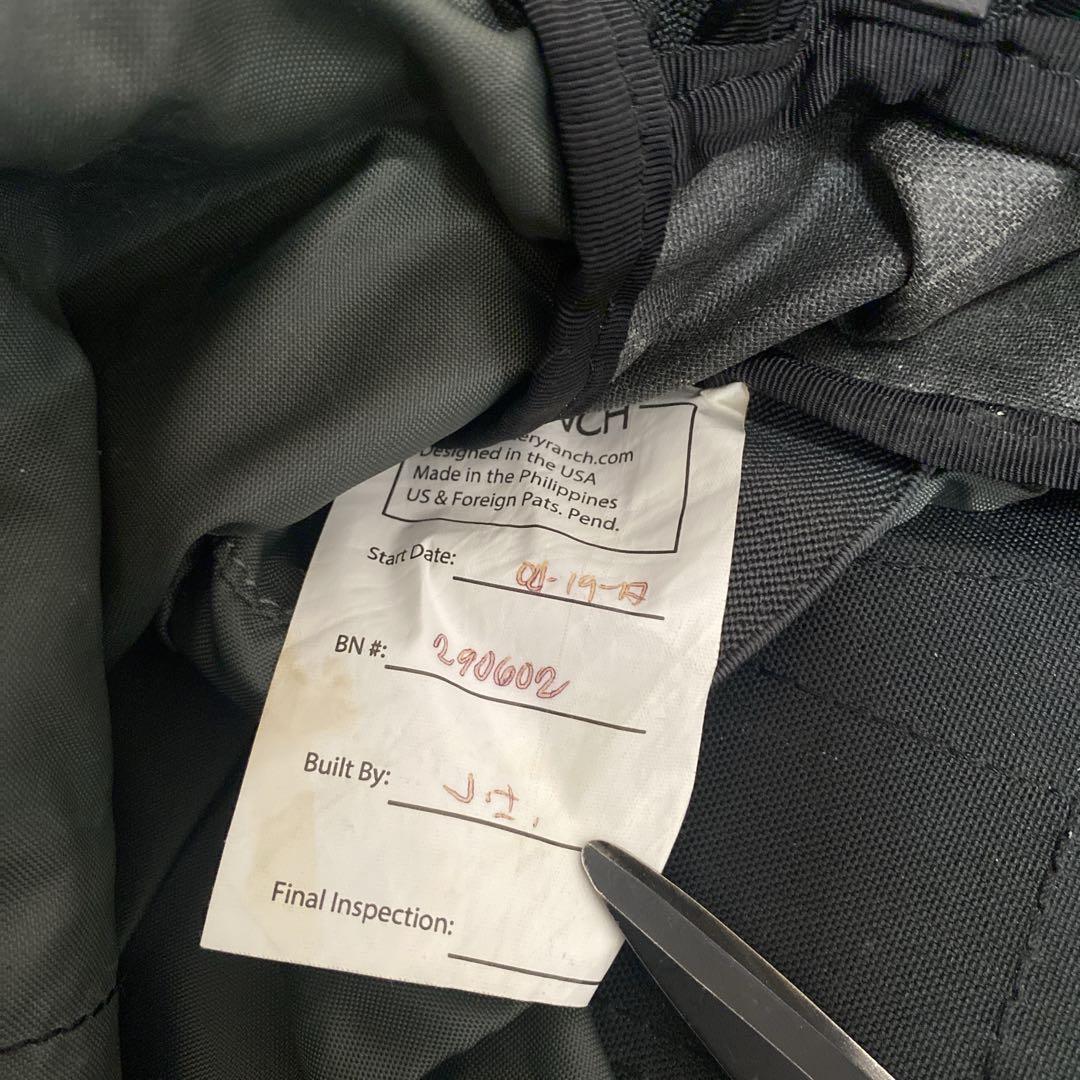 NCH
eryranch.com
Designed in the USA
Made in the Philippines
US & Foreign Pats. Pend.
Start Date: 01-19-17
BN #: 290602
Built By: J.I.
Final Inspection: